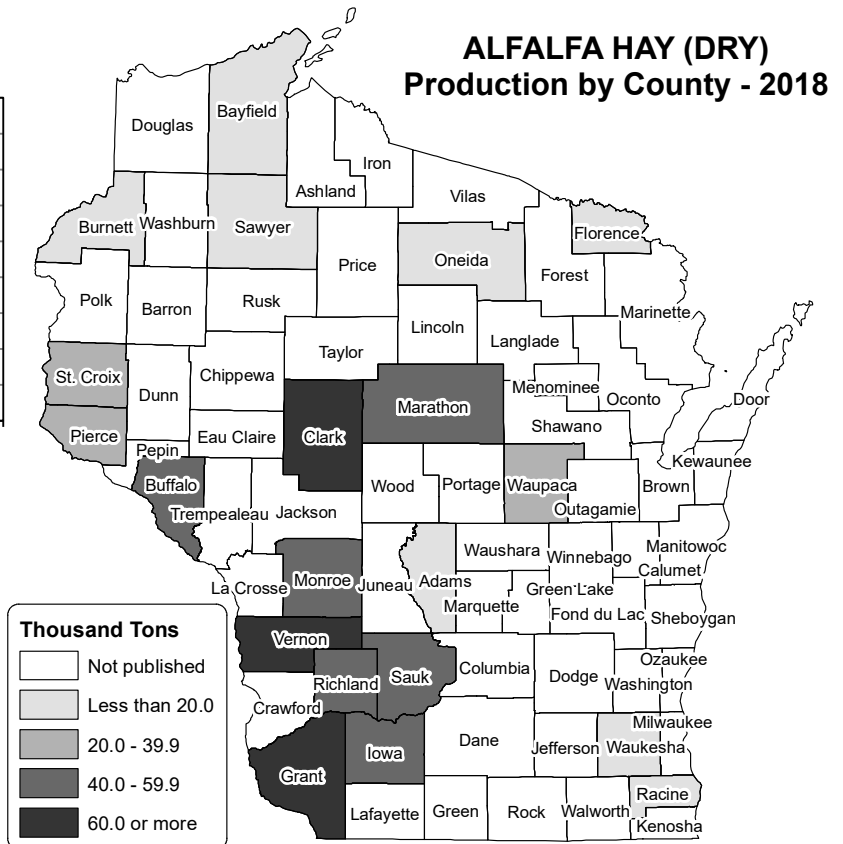 ALFALFA HAY (DRY)
Production by County - 2018
Douglas
Bayfield
Ashland
Iron
Vilas
Burnett
Washburn
Sawyer
Price
Oneida
Florence
Forest
Marinette
Polk
Barron
Rusk
Taylor
Lincoln
Langlade
St. Croix
Dunn
Chippewa
Menominee
Oconto
Door
Marathon
Clark
Eau Claire
Shawano
Pierce
Pepin
Kewaunee
Buffalo
Trempealeau
Jackson
Wood
Portage
Waupaca
Outagamie
Brown
Waushara
Winnebago
Manitowoc
Calumet
La Crosse
Monroe
Juneau
Adams
Marquette
Green Lake
Fond du Lac
Sheboygan
Vernon
Richland
Sauk
Columbia
Dodge
Ozaukee
Washington
Crawford
Milwaukee
Dane
Jefferson
Waukesha
Iowa
Grant
Racine
Lafayette
Green
Rock
Walworth
Kenosha
Thousand Tons
Not published
Less than 20.0
20.0 - 39.9
40.0 - 59.9
60.0 or more